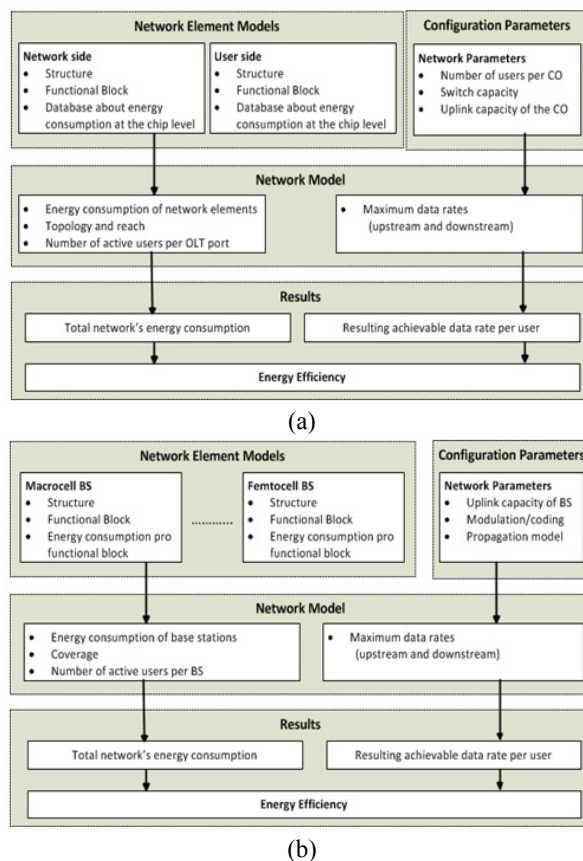 Network Element Models
Configuration Parameters
Network side
• Structure
• Functional Block
• Database about energy
consumption at the chip level
User side
• Structure
• Functional Block
• Database about energy
consumption at the chip level
Network Parameters
• Number of users per CO
• Switch capacity
• Uplink capacity of the CO
Network Model
• Energy consumption of network elements
• Topology and reach
• Number of active users per OLT port
• Maximum data rates
(upstream and downstream)
Results
Total network's energy consumption
Resulting achievable data rate per user
Energy Efficiency
(a)
Network Element Models
Configuration Parameters
Macrocell BS
• Structure
• Functional Block
• Energy consumption pro
functional block
............
Femtocell BS
• Structure
• Functional Block
• Energy consumption pro
functional block
Network Parameters
• Uplink capacity of BS
• Modulation/coding
• Propagation model
Network Model
• Energy consumption of base stations
• Coverage
• Number of active users per BS
• Maximum data rates
(upstream and downstream)
Results
Total network's energy consumption
Resulting achievable data rate per user
Energy Efficiency
(b)